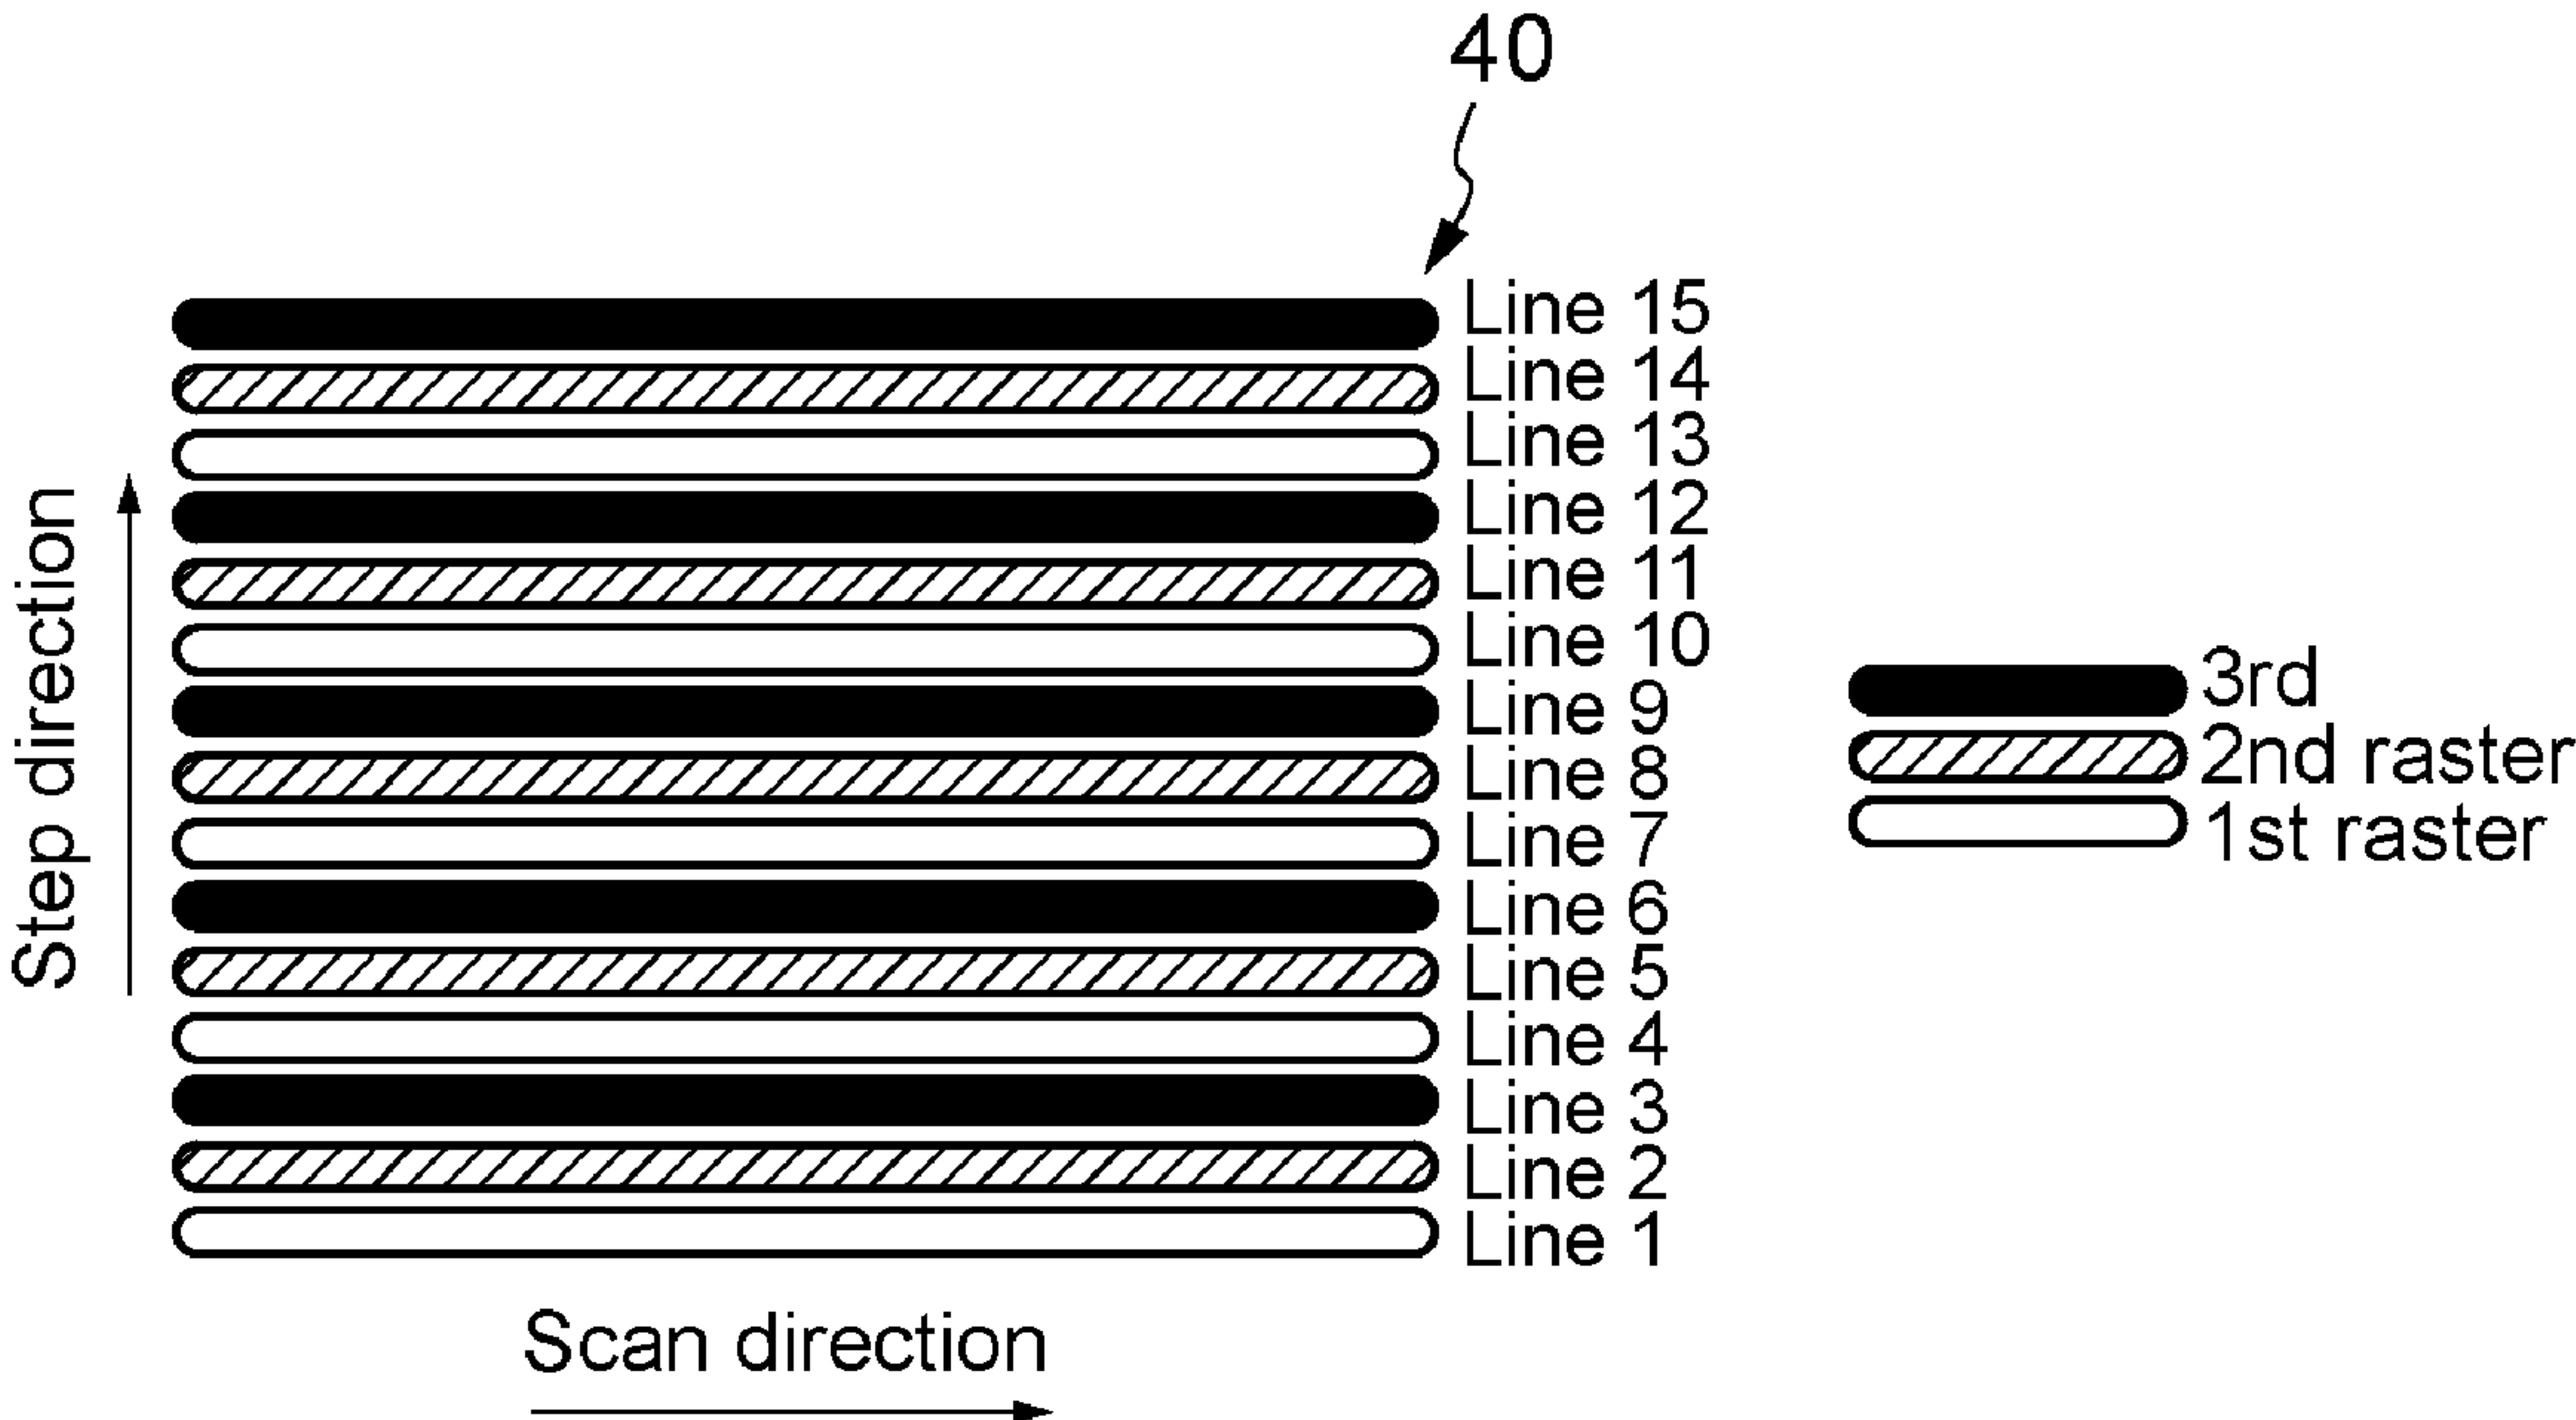 40
Line 15
Line 14
Line 13
Line 12
Line 11
Line 10
Line 9
Line 8
Line 7
Line 6
Line 5
Line 4
Line 3
Line 2
Line 1
Step direction
Scan direction
3rd
2nd raster
1st raster